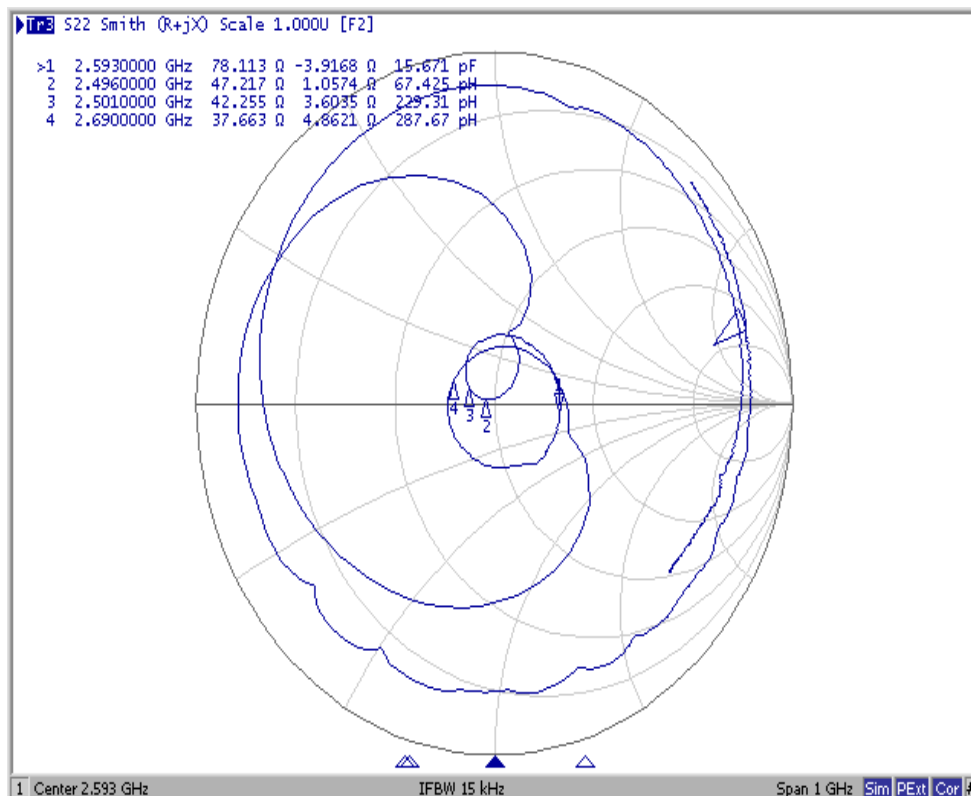 Tr3 S22 Smith (R+jX) Scale 1.000U [F2]
>1 2.5930000 GHz 78.113 Ω -3.9168 Ω 15.671 pF
2 2.4960000 GHz 47.217 Ω 1.0574 Ω 67.425 pH
3 2.5010000 GHz 42.255 Ω 3.6035 Ω 229.31 pH
4 2.6900000 GHz 37.663 Ω 4.8621 Ω 287.67 pH
4 3 2
1 Center 2.593 GHz IFBW 15 kHz Span 1 GHz Sim PExt Cor